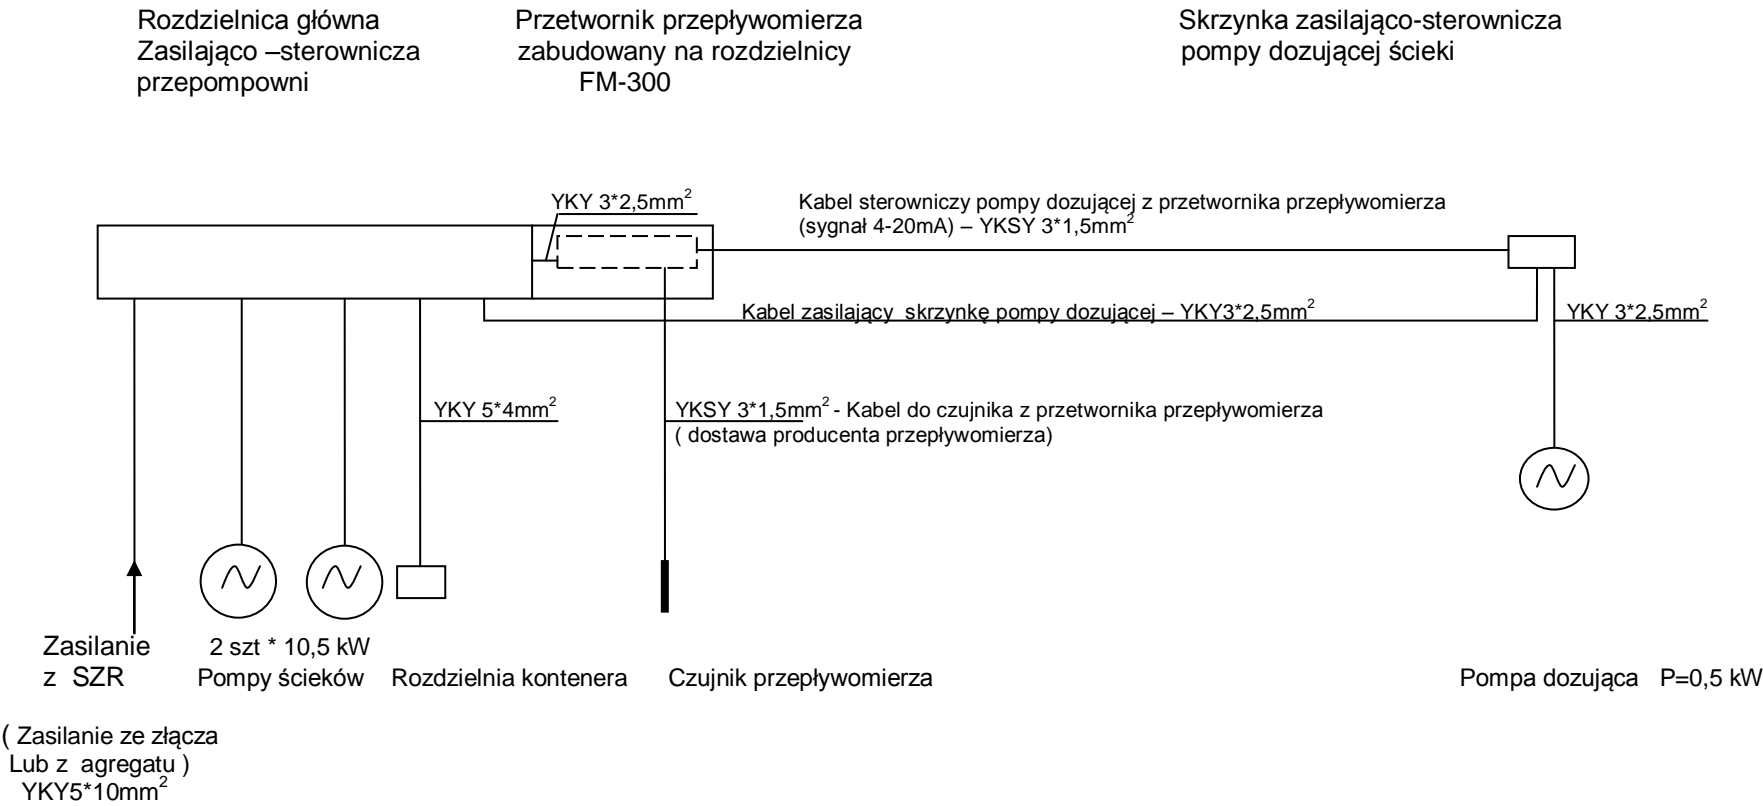 Rozdzielnica główna
Zasilająco –sterownicza
przepompowni
Przetwornik przepływomierza
zabudowany na rozdzielnicy
FM-300
Skrzynka zasilająco-sterownicza
pompy dozującej ścieki
YKY 3*2,5mm²
Kabel sterowniczy pompy dozującej z przetwornika przepływomierza
(sygnał 4-20mA) – YKSY 3*1,5mm²
Kabel zasilający skrzynkę pompy dozującej – YKY3*2,5mm²
YKY 3*2,5mm²
YKY 5*4mm²
YKSY 3*1,5mm² - Kabel do czujnika z przetwornika przepływomierza
( dostawa producenta przepływomierza)
Zasilanie
z SZR
2 szt * 10,5 kW
Pompy ścieków
Rozdzielnia kontenera
Czujnik przepływomierza
Pompa dozująca P=0,5 kW
( Zasilanie ze złącza
Lub z agregatu )
YKY5*10mm²